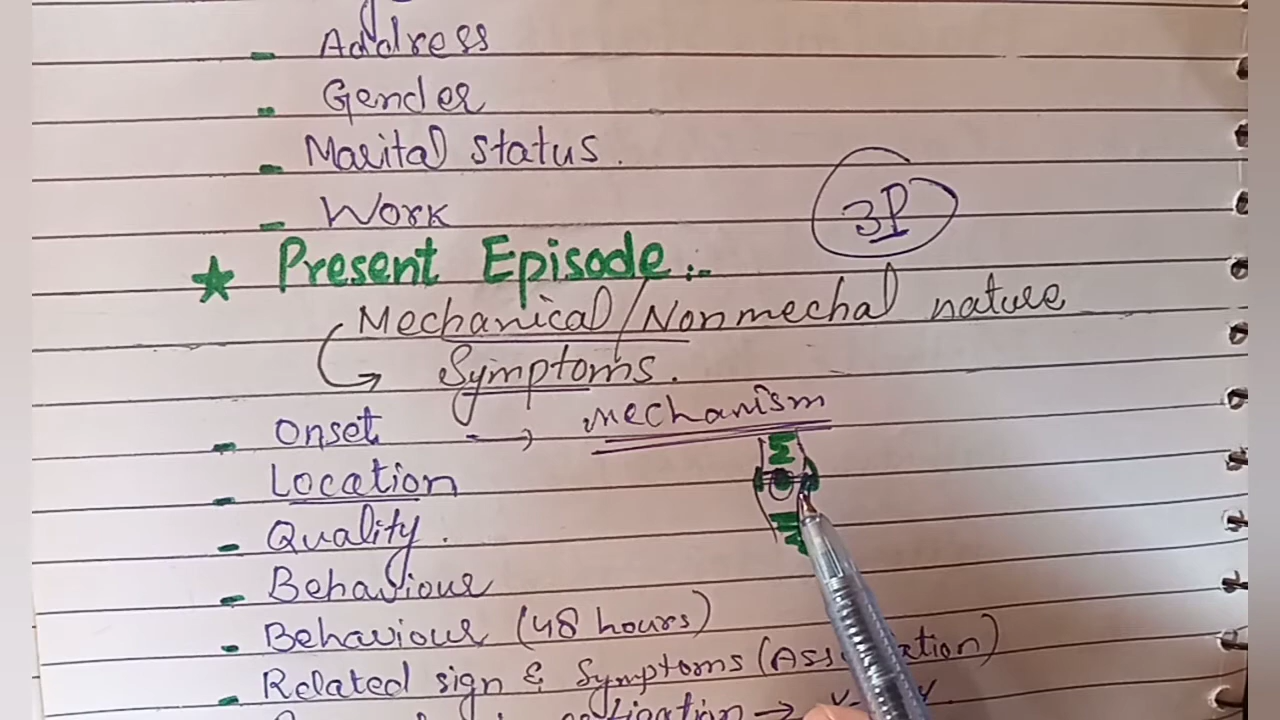 - Address
- Gender
- Marital status.
- Work
3P
★ Present Episode:-
Mechanical/Nonmechal nature
Symptoms.
- Onset → Mechanism
- Location
- Quality.
- Behaviour
- Behaviour (48 hours)
- Related sign & Symptoms (